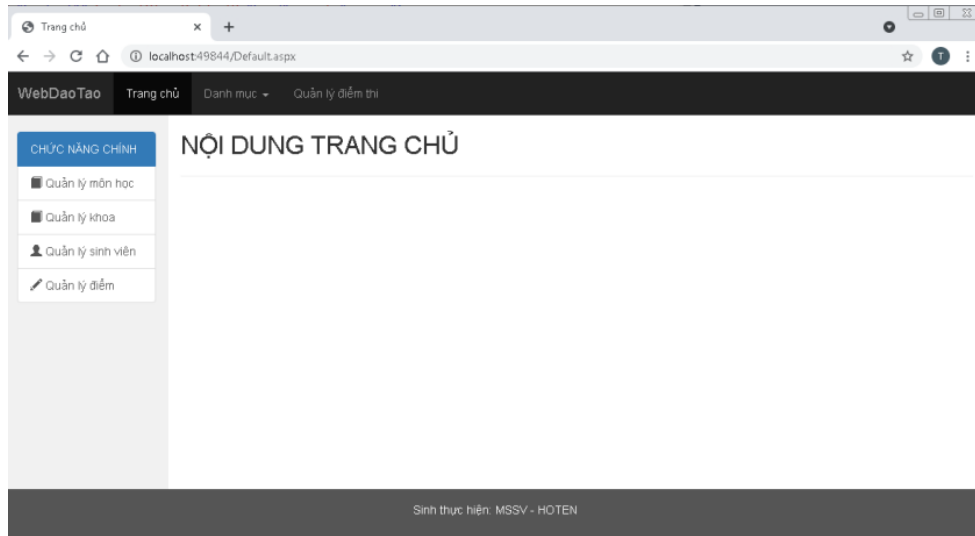 Trang chủ
localhost:49844/Default.aspx
T
WebDaoTao Trang chủ Danh mục Quản lý điểm thi
CHỨC NĂNG CHÍNH
Quản lý môn học
Quản lý khoa
Quản lý sinh viên
Quản lý điểm
NỘI DUNG TRANG CHỦ
Sinh thực hiện: MSSV - HOTEN